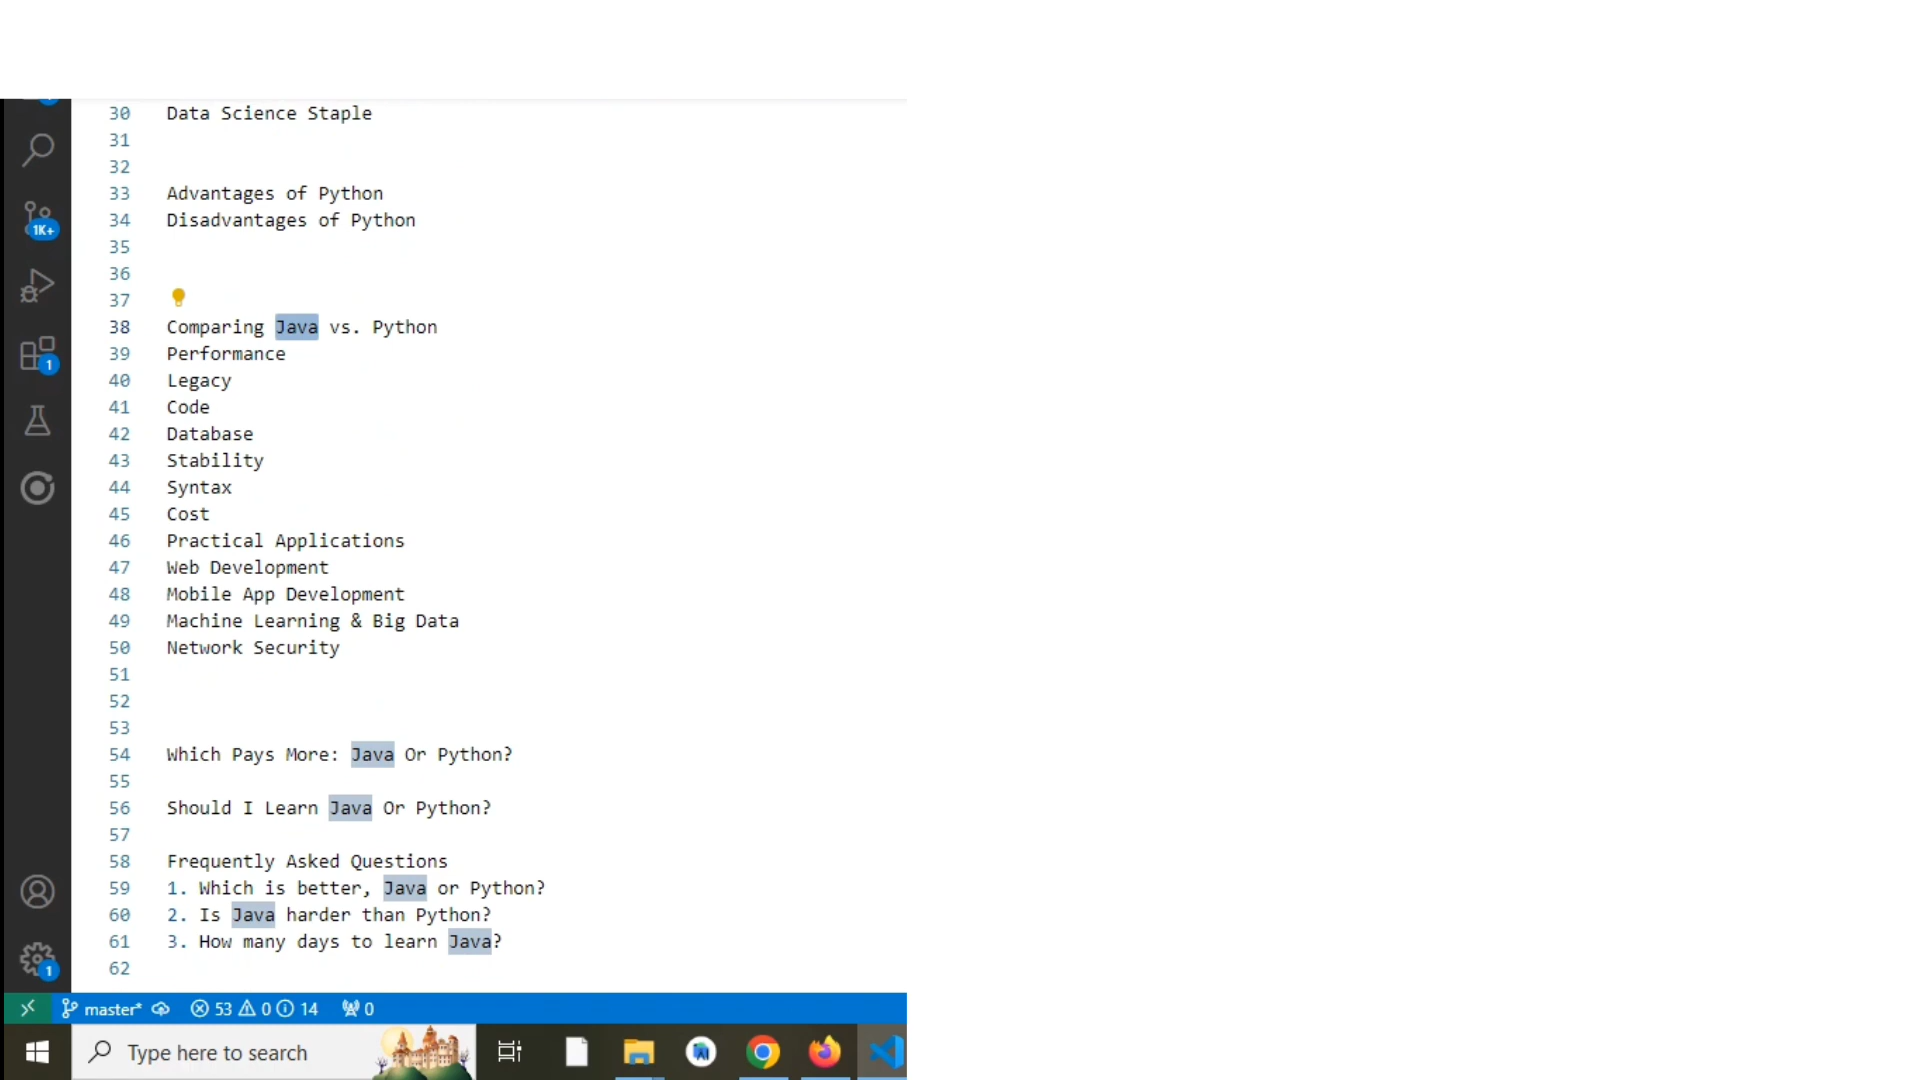 30 Data Science Staple
31
32
33 Advantages of Python
34 Disadvantages of Python
35
36
37
38 Comparing Java vs. Python
39 Performance
40 Legacy
41 Code
42 Database
43 Stability
44 Syntax
45 Cost
46 Practical Applications
47 Web Development
48 Mobile App Development
49 Machine Learning & Big Data
50 Network Security
51
52
53
54 Which Pays More: Java Or Python?
55
56 Should I Learn Java Or Python?
57
58 Frequently Asked Questions
59 1. Which is better, Java or Python?
60 2. Is Java harder than Python?
61 3. How many days to learn Java?
62
1K+
1
1
master* 53 0 14 0
Type here to search